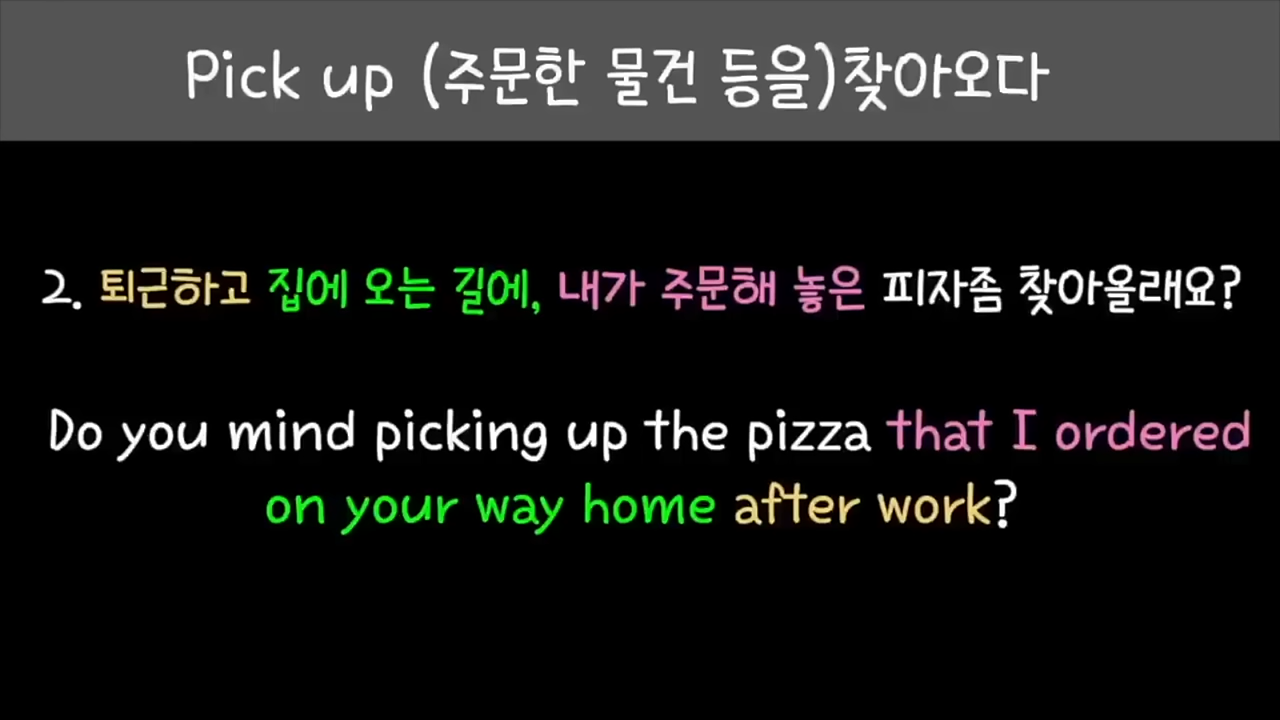 Pick up (주문한 물건 등을)찾아오다
2. 퇴근하고 집에 오는 길에, 내가 주문해 놓은 피자좀 찾아올래요?
Do you mind picking up the pizza that I ordered
on your way home after work?